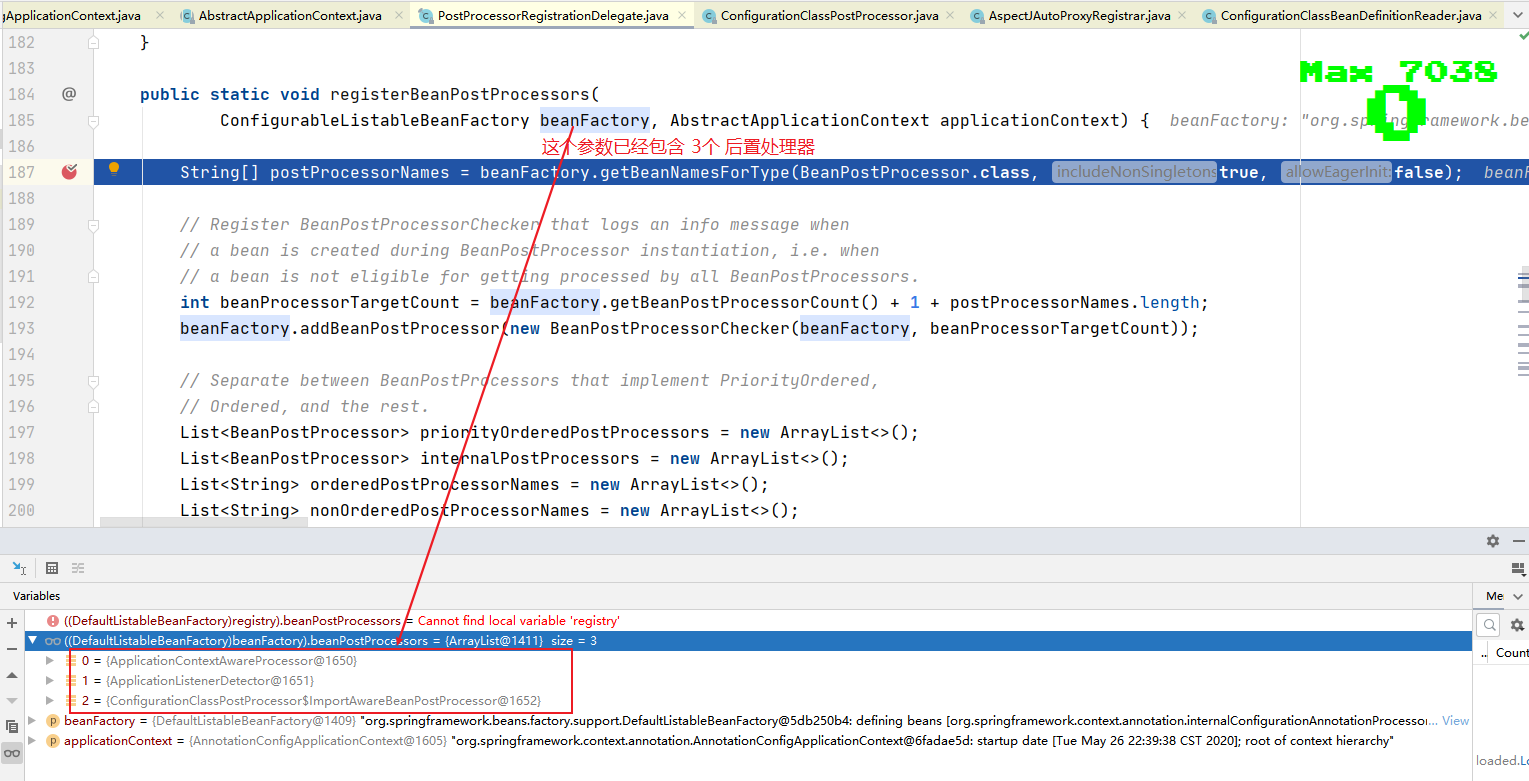 gApplicationContext.java AbstractApplicationContext.java PostProcessorRegistrationDelegate.java ConfigurationClassPostProcessor.java AspectJAutoProxyRegistrar.java ConfigurationClassBeanDefinitionReader.java
182 }
183
Max 7038
0
184 @ public static void registerBeanPostProcessors(
185 ConfigurableListableBeanFactory beanFactory, AbstractApplicationContext applicationContext) { beanFactory: "org.springframework.be
186 这个参数已经包含 3个 后置处理器
187 String[] postProcessorNames = beanFactory.getBeanNamesForType(BeanPostProcessor.class, includeNonSingletons: true, allowEagerInit: false); beanF
188
189 // Register BeanPostProcessorChecker that logs an info message when
190 // a bean is created during BeanPostProcessor instantiation, i.e. when
191 // a bean is not eligible for getting processed by all BeanPostProcessors.
192 int beanProcessorTargetCount = beanFactory.getBeanPostProcessorCount() + 1 + postProcessorNames.length;
193 beanFactory.addBeanPostProcessor(new BeanPostProcessorChecker(beanFactory, beanProcessorTargetCount));
194
195 // Separate between BeanPostProcessors that implement PriorityOrdered,
196 // Ordered, and the rest.
197 List<BeanPostProcessor> priorityOrderedPostProcessors = new ArrayList<>();
198 List<BeanPostProcessor> internalPostProcessors = new ArrayList<>();
199 List<String> orderedPostProcessorNames = new ArrayList<>();
200 List<String> nonOrderedPostProcessorNames = new ArrayList<>();
Variables
Me
((DefaultListableBeanFactory)registry).beanPostProcessors = Cannot find local variable 'registry'
((DefaultListableBeanFactory)beanFactory).beanPostProcessors = {ArrayList@1411} size = 3
0 = {ApplicationContextAwareProcessor@1650}
.. Count
1 = {ApplicationListenerDetector@1651}
2 = {ConfigurationClassPostProcessor$ImportAwareBeanPostProcessor@1652}
beanFactory = {DefaultListableBeanFactory@1409} "org.springframework.beans.factory.support.DefaultListableBeanFactory@5db250b4: defining beans [org.springframework.context.annotation.internalConfigurationAnnotationProcessor... View
applicationContext = {AnnotationConfigApplicationContext@1605} "org.springframework.context.annotation.AnnotationConfigApplicationContext@6fadae5d: startup date [Tue May 26 22:39:38 CST 2020]; root of context hierarchy"
loaded.Lo